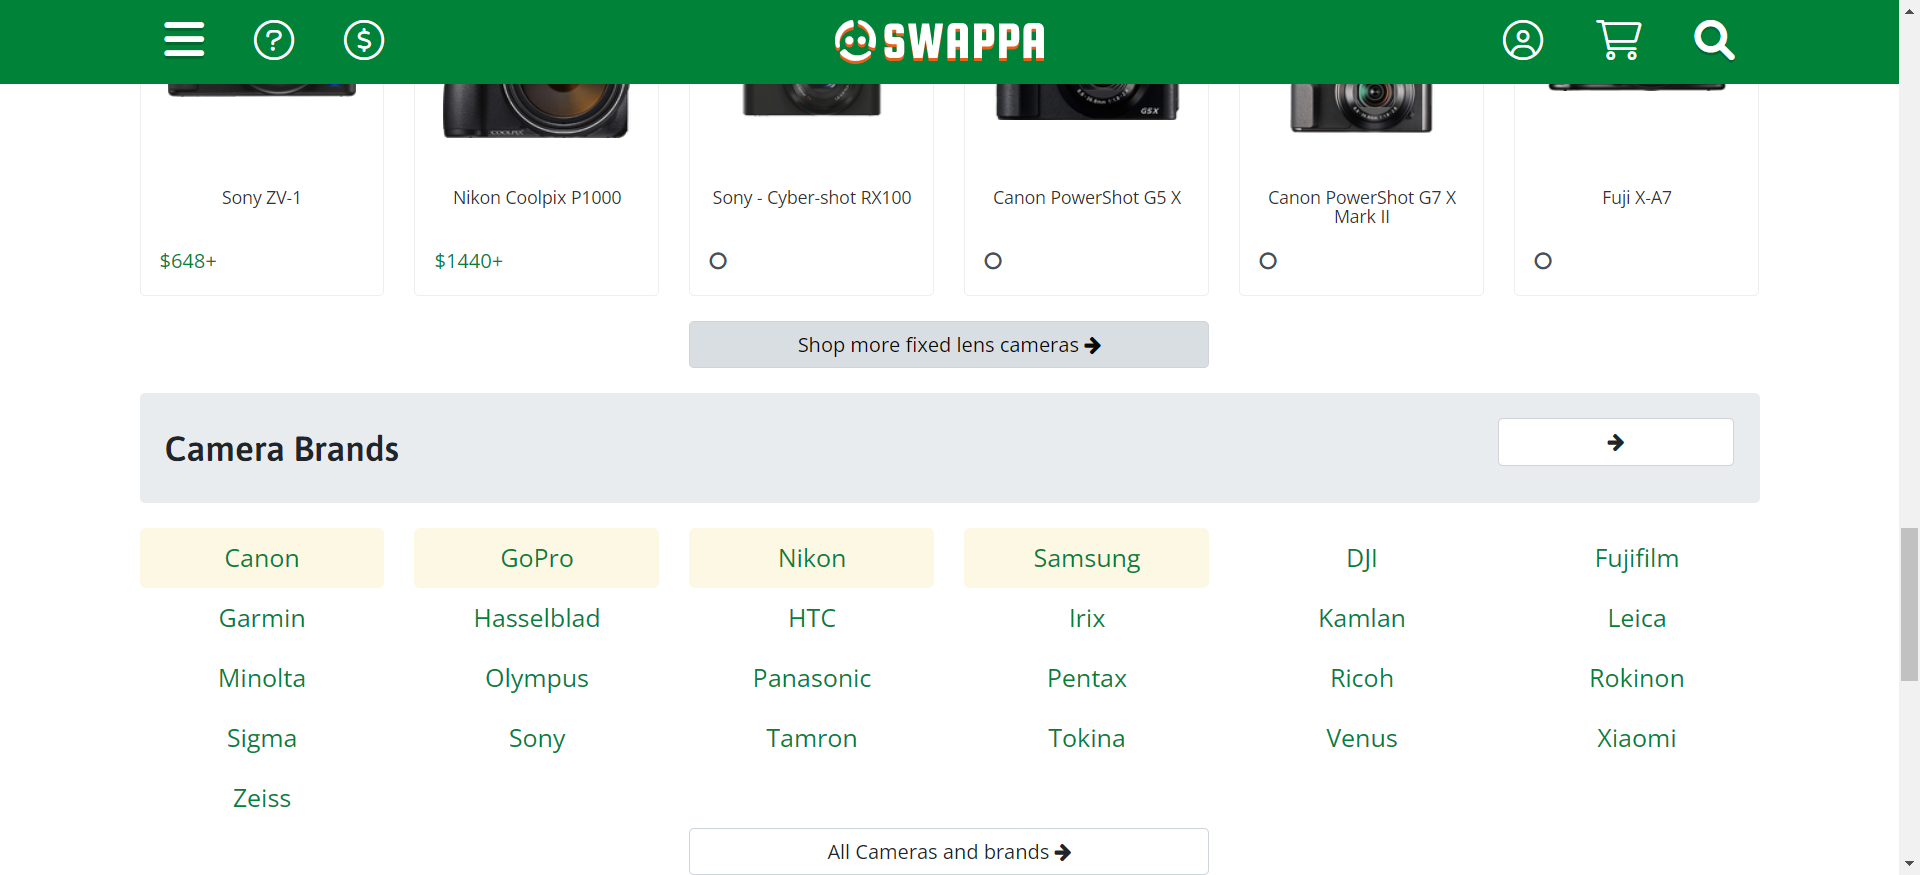 SWAPPA
COOLPIX
G5X
Sony ZV-1
Nikon Coolpix P1000
Sony - Cyber-shot RX100
Canon PowerShot G5 X
Canon PowerShot G7 X
Mark II
Fuji X-A7
$648+
$1440+
Shop more fixed lens cameras
Camera Brands
Canon
GoPro
Nikon
Samsung
DJI
Fujifilm
Garmin
Hasselblad
HTC
Irix
Kamlan
Leica
Minolta
Olympus
Panasonic
Pentax
Ricoh
Rokinon
Sigma
Sony
Tamron
Tokina
Venus
Xiaomi
Zeiss
All Cameras and brands